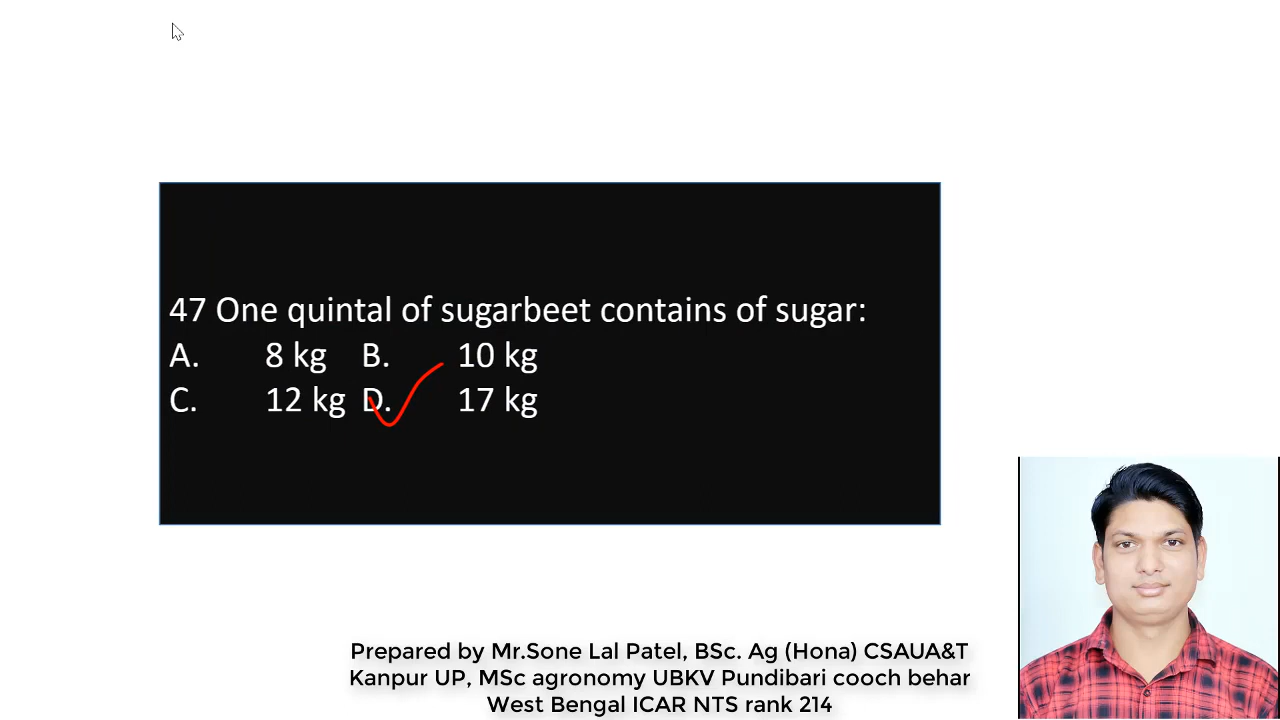 47 One quintal of sugarbeet contains of sugar:
A. 8 kg B. 10 kg
C. 12 kg D. 17 kg
Prepared by Mr.Sone Lal Patel, BSc. Ag (Hona) CSAUA&T
Kanpur UP, MSc agronomy UBKV Pundibari cooch behar
West Bengal ICAR NTS rank 214